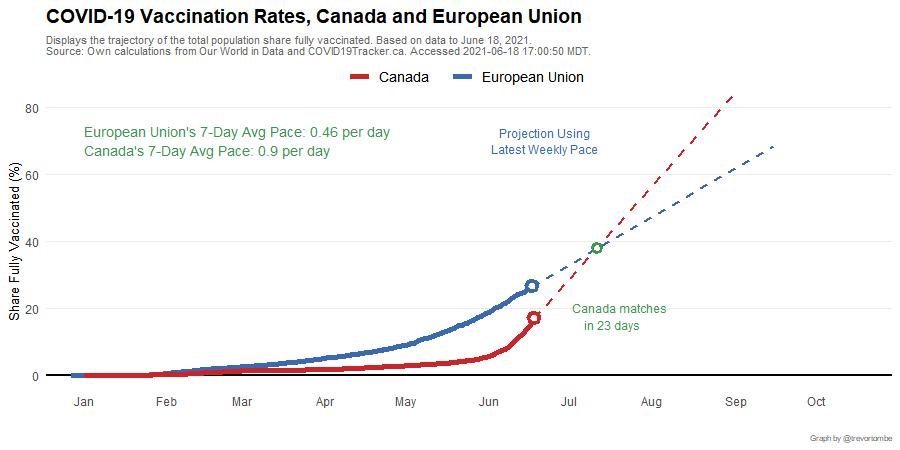 COVID-19 Vaccination Rates, Canada and European Union
Displays the trajectory of the total population share fully vaccinated. Based on data to June 18, 2021.
Source: Own calculations from Our World in Data and COVID19Tracker.ca. Accessed 2021-06-18 17:00:50 MDT.
Canada
European Union
European Union's 7-Day Avg Pace: 0.46 per day
Canada's 7-Day Avg Pace: 0.9 per day
Projection Using
Latest Weekly Pace
Canada matches
in 23 days
Share Fully Vaccinated (%)
80
60
40
20
0
Jan
Feb
Mar
Apr
May
Jun
Jul
Aug
Sep
Oct
Graph by @trevortombe